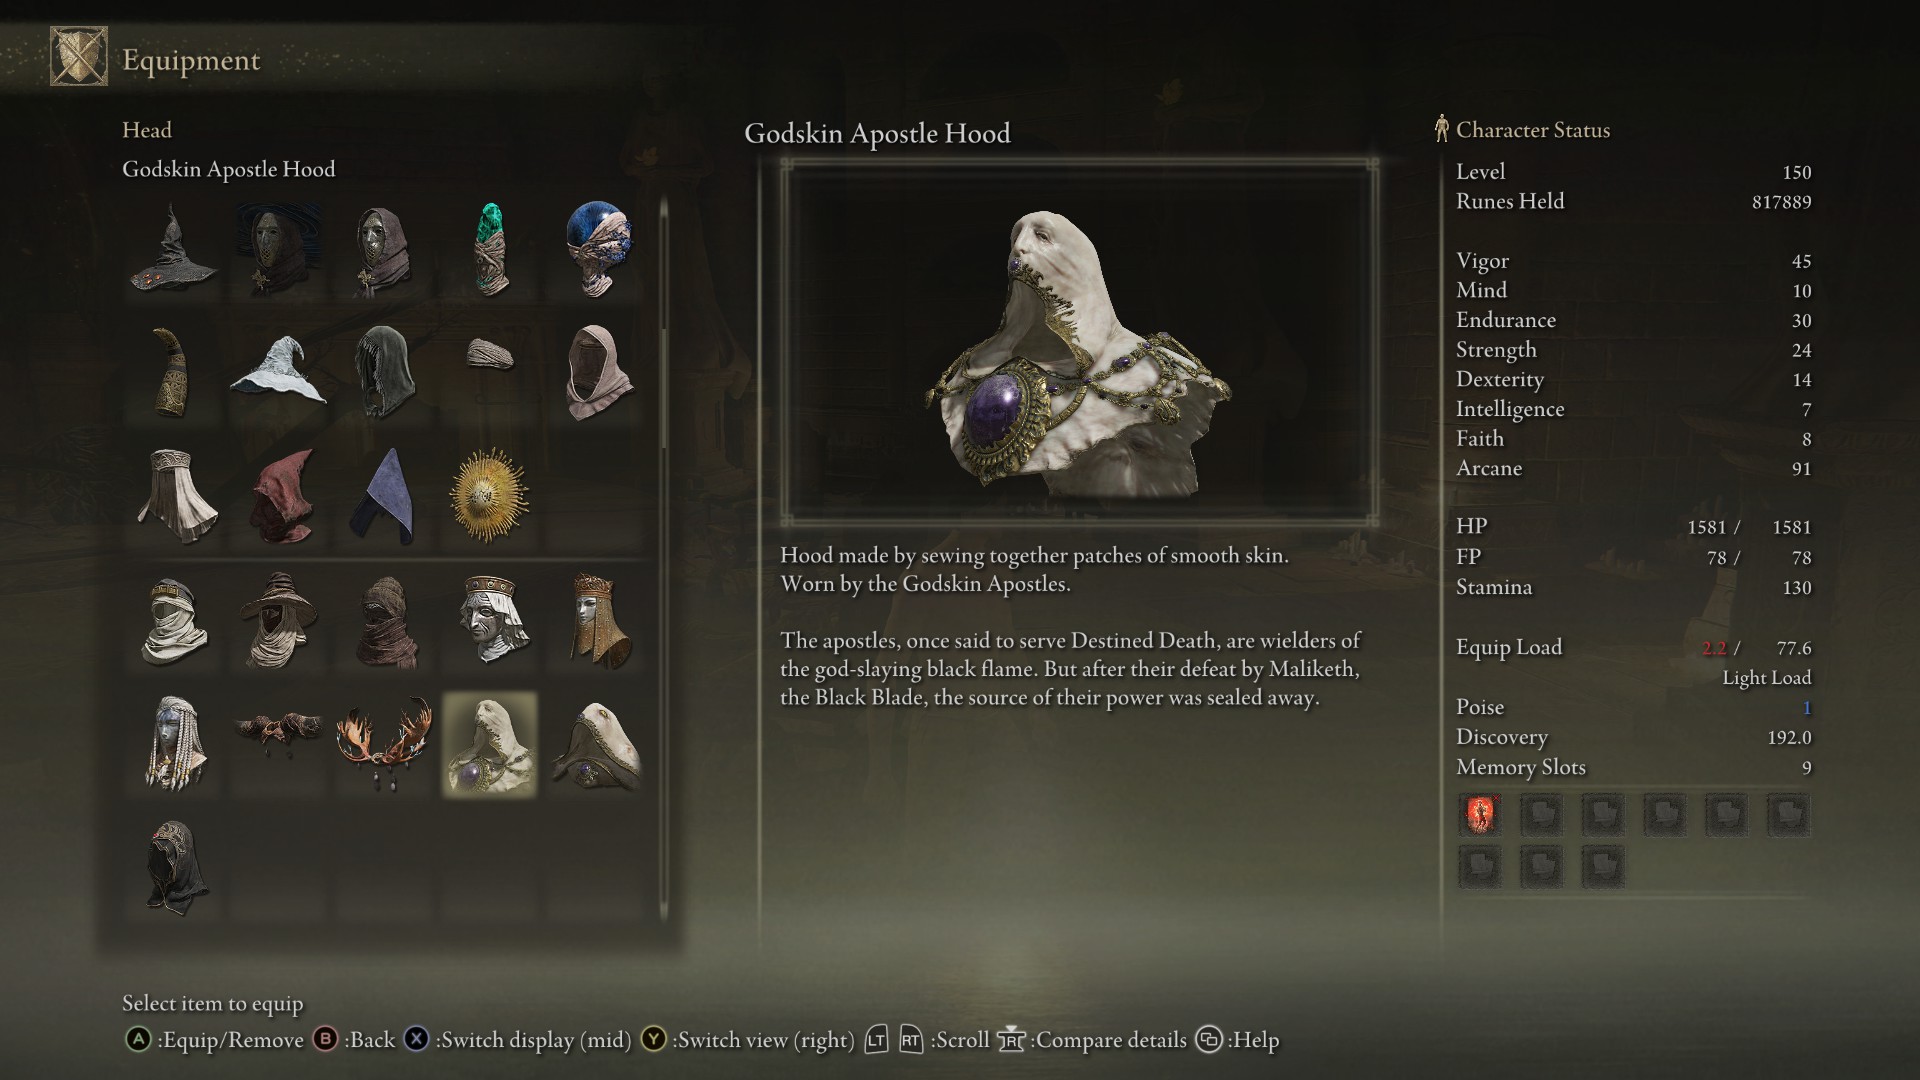 Equipment
Head
Godskin Apostle Hood
Godskin Apostle Hood
Hood made by sewing together patches of smooth skin.
Worn by the Godskin Apostles.
The apostles, once said to serve Destined Death, are wielders of
the god-slaying black flame. But after their defeat by Maliketh,
the Black Blade, the source of their power was sealed away.
Character Status
Level 150
Runes Held 817889
Vigor 45
Mind 10
Endurance 30
Strength 24
Dexterity 14
Intelligence 7
Faith 8
Arcane 91
HP 1581 / 1581
FP 78 / 78
Stamina 130
Equip Load 2.2 / 77.6
Light Load
Poise 1
Discovery 192.0
Memory Slots 9
Select item to equip
A :Equip/Remove B :Back X :Switch display (mid) Y :Switch view (right) LT RT :Scroll R :Compare details :Help